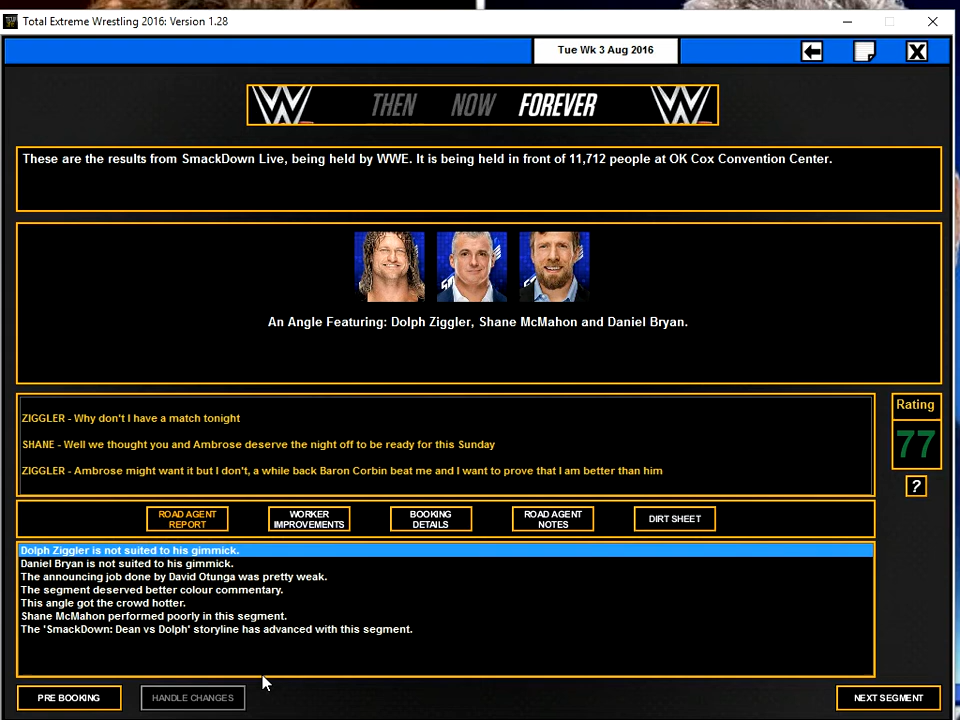 Total Extreme Wrestling 2016: Version 1.28
Tue Wk 3 Aug 2016
THEN NOW FOREVER
These are the results from SmackDown Live, being held by WWE. It is being held in front of 11,712 people at OK Cox Convention Center.
An Angle Featuring: Dolph Ziggler, Shane McMahon and Daniel Bryan.
ZIGGLER - Why don't I have a match tonight
SHANE - Well we thought you and Ambrose deserve the night off to be ready for this Sunday
ZIGGLER - Ambrose might want it but I don't, a while back Baron Corbin beat me and I want to prove that I am better than him
Rating
77
?
ROAD AGENT
REPORT
WORKER
IMPROVEMENTS
BOOKING
DETAILS
ROAD AGENT
NOTES
DIRT SHEET
Dolph Ziggler is not suited to his gimmick.
Daniel Bryan is not suited to his gimmick.
The announcing job done by David Otunga was pretty weak.
The segment deserved better colour commentary.
This angle got the crowd hotter.
Shane McMahon performed poorly in this segment.
The 'SmackDown: Dean vs Dolph' storyline has advanced with this segment.
PRE BOOKING
HANDLE CHANGES
NEXT SEGMENT